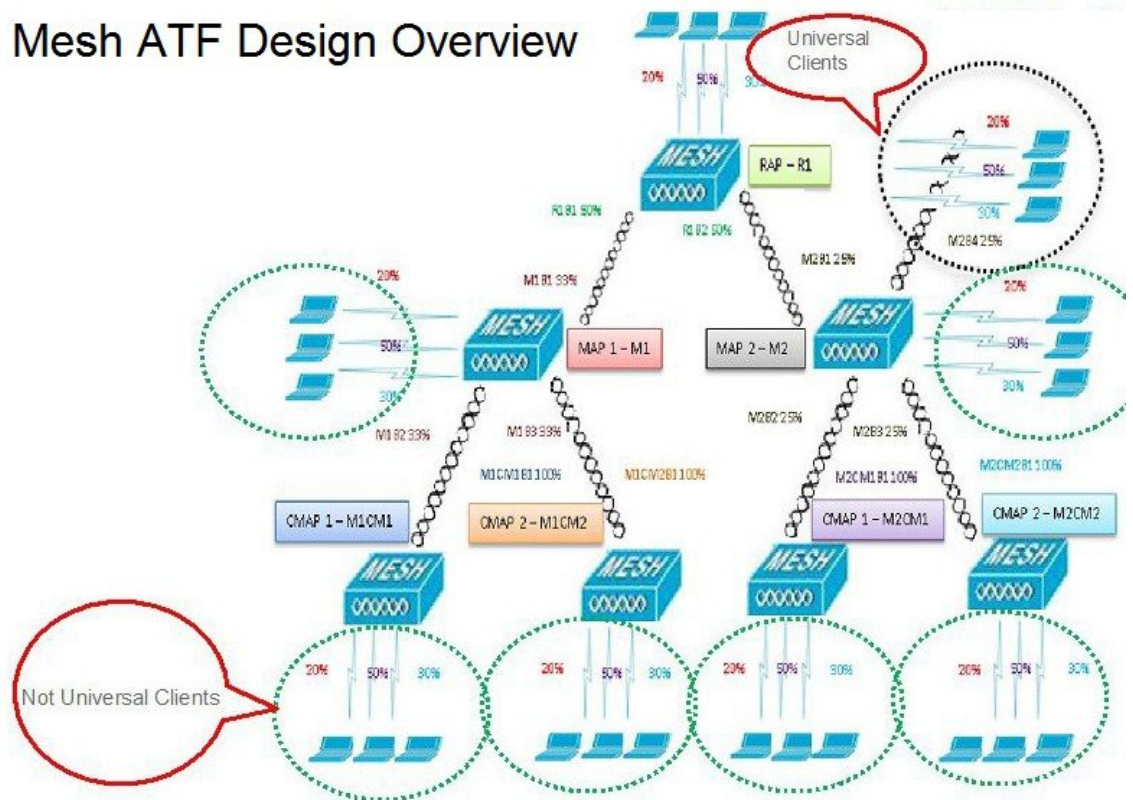 Mesh ATF Design Overview
Universal
Clients
20%
50%
30%
20%
50%
30%
MESH
RAP – R1
R1B1 50%
R1B2 50%
M2B4 25%
M2B1 25%
M1B1 33%
20%
50%
30%
MESH
MAP 1 – M1
MAP 2 – M2
MESH
20%
50%
30%
M1B2 33%
M1B3 33%
M2B2 25%
M2B3 25%
M1CM1B1 100%
M1CM2B1 100%
M2CM1B1 100%
M2CM2B1 100%
CMAP 1 – M1CM1
CMAP 2 – M1CM2
CMAP 1 – M2CM1
CMAP 2 – M2CM2
MESH
MESH
MESH
MESH
Not Universal Clients
20%
50%
30%
20%
50%
30%
20%
50%
30%
20%
50%
30%